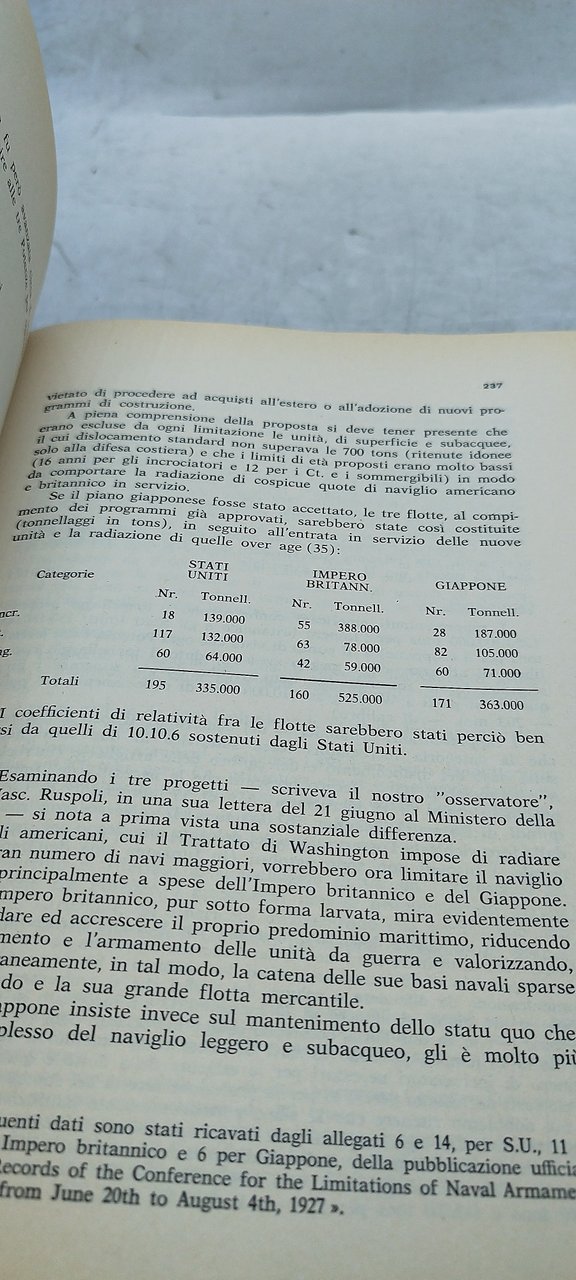 237
vietato di procedere ad acquisti all'estero o all'adozione di nuovi pro-
grammi di costruzione.
A piena comprensione della proposta si deve tener presente che
erano escluse da ogni limitazione le unità, di superficie e subacquee,
il cui dislocamento standard non superava le 700 tons (ritenute idonee
solo alla difesa costiera) e che i limiti di età proposti erano molto bassi
(16 anni per gli incrociatori e 12 per i Ct. e i sommergibili) in modo
da comportare la radiazione di cospicue quote di naviglio americano
e britannico in servizio.
Se il piano giapponese fosse stato accettato, le tre flotte, al compi-
mento dei programmi già approvati, sarebbero state così costituite
(tonnellaggi in tons), in seguito all'entrata in servizio delle nuove
unità e la radiazione di quelle over age (35):
Categorie STATI UNITI IMPERO BRITANN. GIAPPONE
Nr. Tonnell. Nr. Tonnell. Nr. Tonnell.
ncr. 18 139.000 55 388.000 28 187.000
117 132.000 63 78.000 82 105.000
g. 60 64.000 42 59.000 60 71.000
Totali 195 335.000 160 525.000 171 363.000
I coefficienti di relatività fra le flotte sarebbero stati perciò ben
si da quelli di 10.10.6 sostenuti dagli Stati Uniti.
Esaminando i tre progetti — scriveva il nostro "osservatore",
asc. Ruspoli, in una sua lettera del 21 giugno al Ministero della
— si nota a prima vista una sostanziale differenza.
li americani, cui il Trattato di Washington impose di radiare
ran numero di navi maggiori, vorrebbero ora limitare il naviglio
principalmente a spese dell'Impero britannico e del Giappone.
mpero britannico, pur sotto forma larvata, mira evidentemente
dare ed accrescere il proprio predominio marittimo, riducendo
mento e l'armamento delle unità da guerra e valorizzando,
aneamente, in tal modo, la catena delle sue basi navali sparse
do e la sua grande flotta mercantile.
appone insiste invece sul mantenimento dello statu quo che
plesso del naviglio leggero e subacqueo, gli è molto più
uenti dati sono stati ricavati dagli allegati 6 e 14, per S.U., 11
Impero britannico e 6 per Giappone, della pubblicazione ufficia
ecords of the Conference for the Limitations of Naval Armame
from June 20th to August 4th, 1927 ».